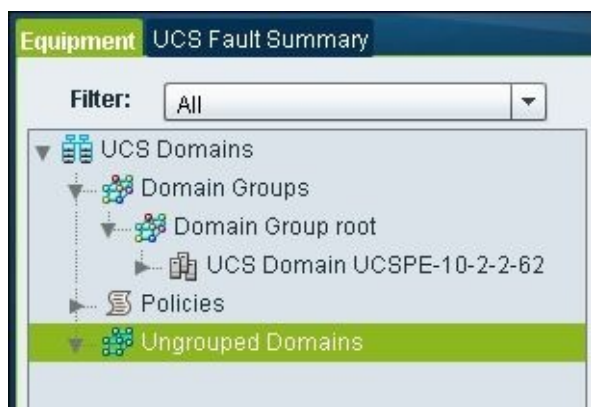 Equipment UCS Fault Summary
Filter: All
UCS Domains
Domain Groups
Domain Group root
UCS Domain UCSPE-10-2-2-62
Policies
Ungrouped Domains